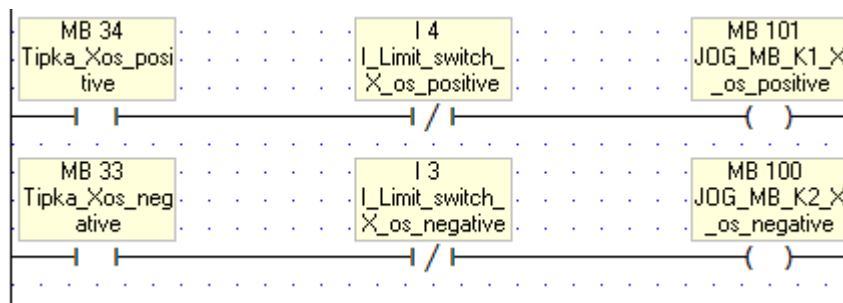 MB 34
Tipka_Xos_posi
tive
I 4
I_Limit_switch_
X_os_positive
MB 101
JOG_MB_K1_X
_os_positive
MB 33
Tipka_Xos_neg
ative
I 3
I_Limit_switch_
X_os_negative
MB 100
JOG_MB_K2_X
_os_negative